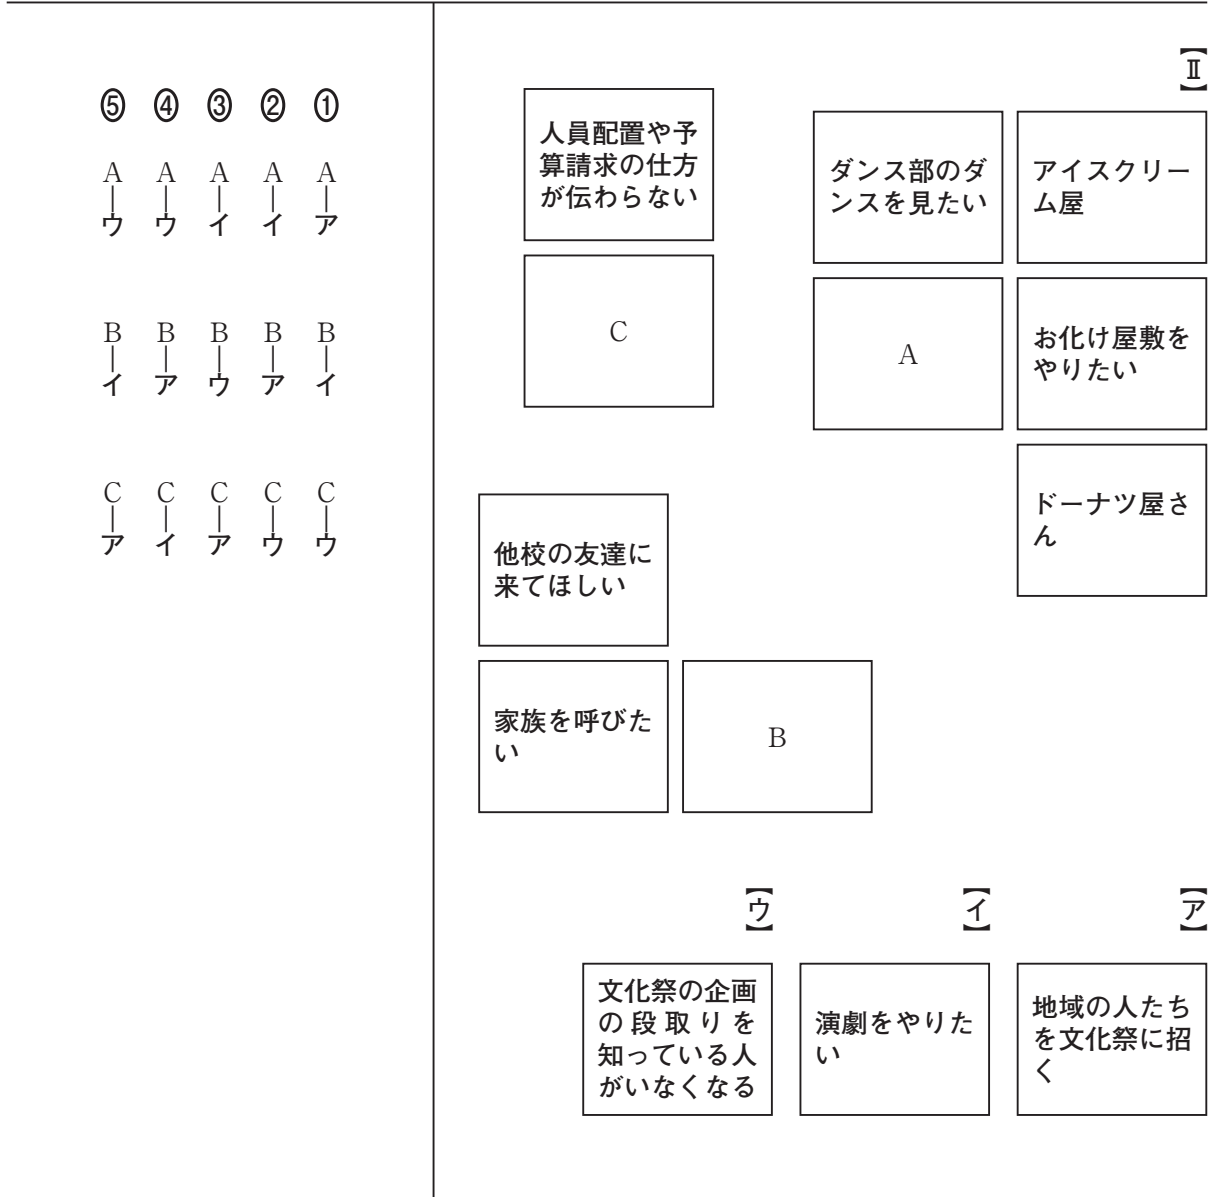 【Ⅱ】
アイスクリー
ム屋
お化け屋敷を
やりたい
ドーナツ屋さ
ん
ダンス部のダ
ンスを見たい
A
人員配置や予
算請求の仕方
が伝わらない
C
他校の友達に
来てほしい
家族を呼びた
い
B
【ア】
地域の人たち
を文化祭に招
く
【イ】
演劇をやりた
い
【ウ】
文化祭の企画
の段取りを
知っている人
がいなくなる
① A―ア B―イ C―ウ
② A―イ B―ア C―ウ
③ A―イ B―ウ C―ア
④ A―ウ B―ア C―イ
⑤ A―ウ B―イ C―ア